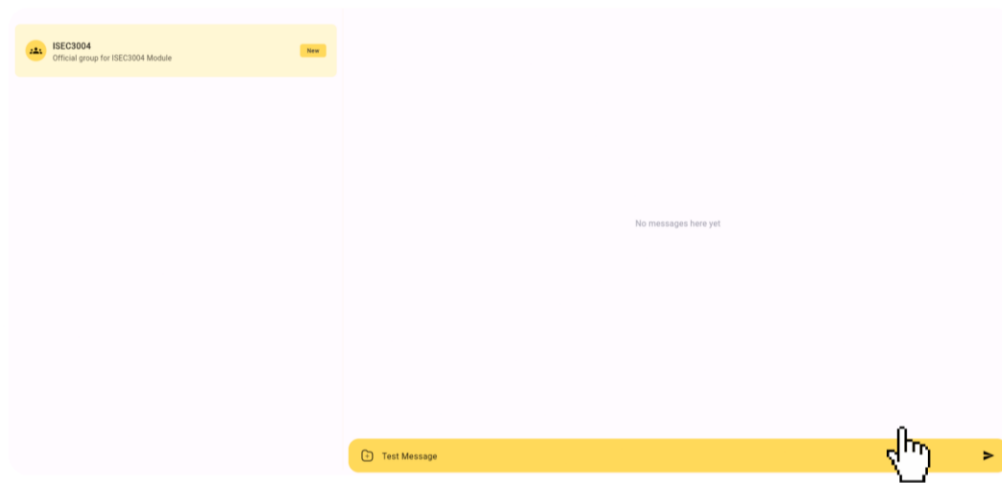 ISEC3004
Official group for ISEC3004 Module
New
No messages here yet
Test Message